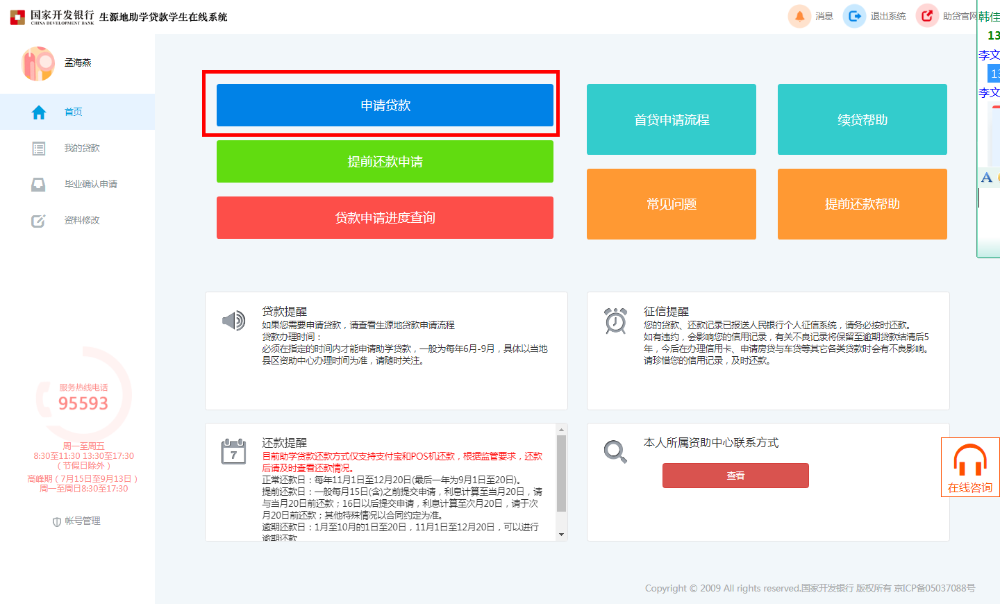 国家开发银行
CHINA DEVELOPMENT BANK
生源地助学贷款学生在线系统
消息
退出系统
助贷官网
孟海燕
首页
我的贷款
毕业确认申请
资料修改
服务热线电话
95593
周一至周五
8:30至11:30 13:30至17:30
（节假日除外）
高峰期（7月15日至9月13日）
周一至周日8:30至17:30
帐号管理
申请贷款
提前还款申请
贷款申请进度查询
首贷申请流程
续贷帮助
常见问题
提前还款帮助
贷款提醒
如果您需要申请贷款，请查看生源地贷款申请流程
贷款办理时间：
必须在指定的时间内才能申请助学贷款，一般为每年6月-9月，具体以当地
县区资助中心办理时间为准，请随时关注。
征信提醒
您的贷款、还款记录已报送人民银行个人征信系统，请务必按时还款。
如有违约，会影响您的信用记录，有关不良记录将保留至逾期贷款结清后5
年，今后在办理信用卡、申请房贷与车贷等其它各类贷款时会有不良影响。
请珍惜您的信用记录，及时还款。
7
还款提醒
目前助学贷款还款方式仅支持支付宝和POS机还款，根据监管要求，还款
后请及时查看还款情况。
正常还款日：每年11月1日至12月20日(最后一年为9月1日至20日)。
提前还款日：一般每月15日(含)之前提交申请，利息计算至当月20日，请
与当月20日前还款；16日以后提交申请，利息计算至次月20日，请于次
月20日前还款；其他特殊情况以合同约定为准。
逾期还款日：1月至10月的1日至20日，11月1日至12月20日，可以进行
逾期还款
本人所属资助中心联系方式
查看
韩佳
13
李文
13
李文
A
在线咨询
Copyright © 2009 All rights reserved.国家开发银行 版权所有 京ICP备05037088号